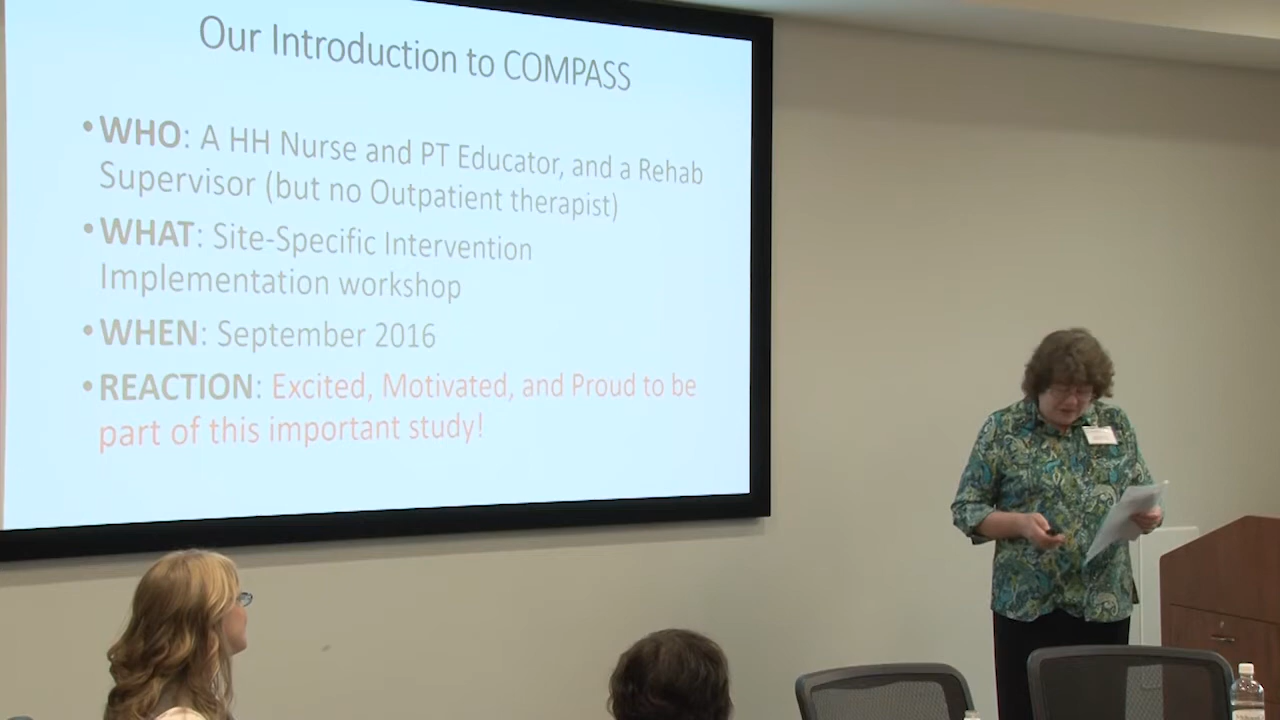 Our Introduction to COMPASS
•WHO: A HH Nurse and PT Educator, and a Rehab
Supervisor (but no Outpatient therapist)
•WHAT: Site-Specific Intervention
Implementation workshop
•WHEN: September 2016
•REACTION: Excited, Motivated, and Proud to be
part of this important study!